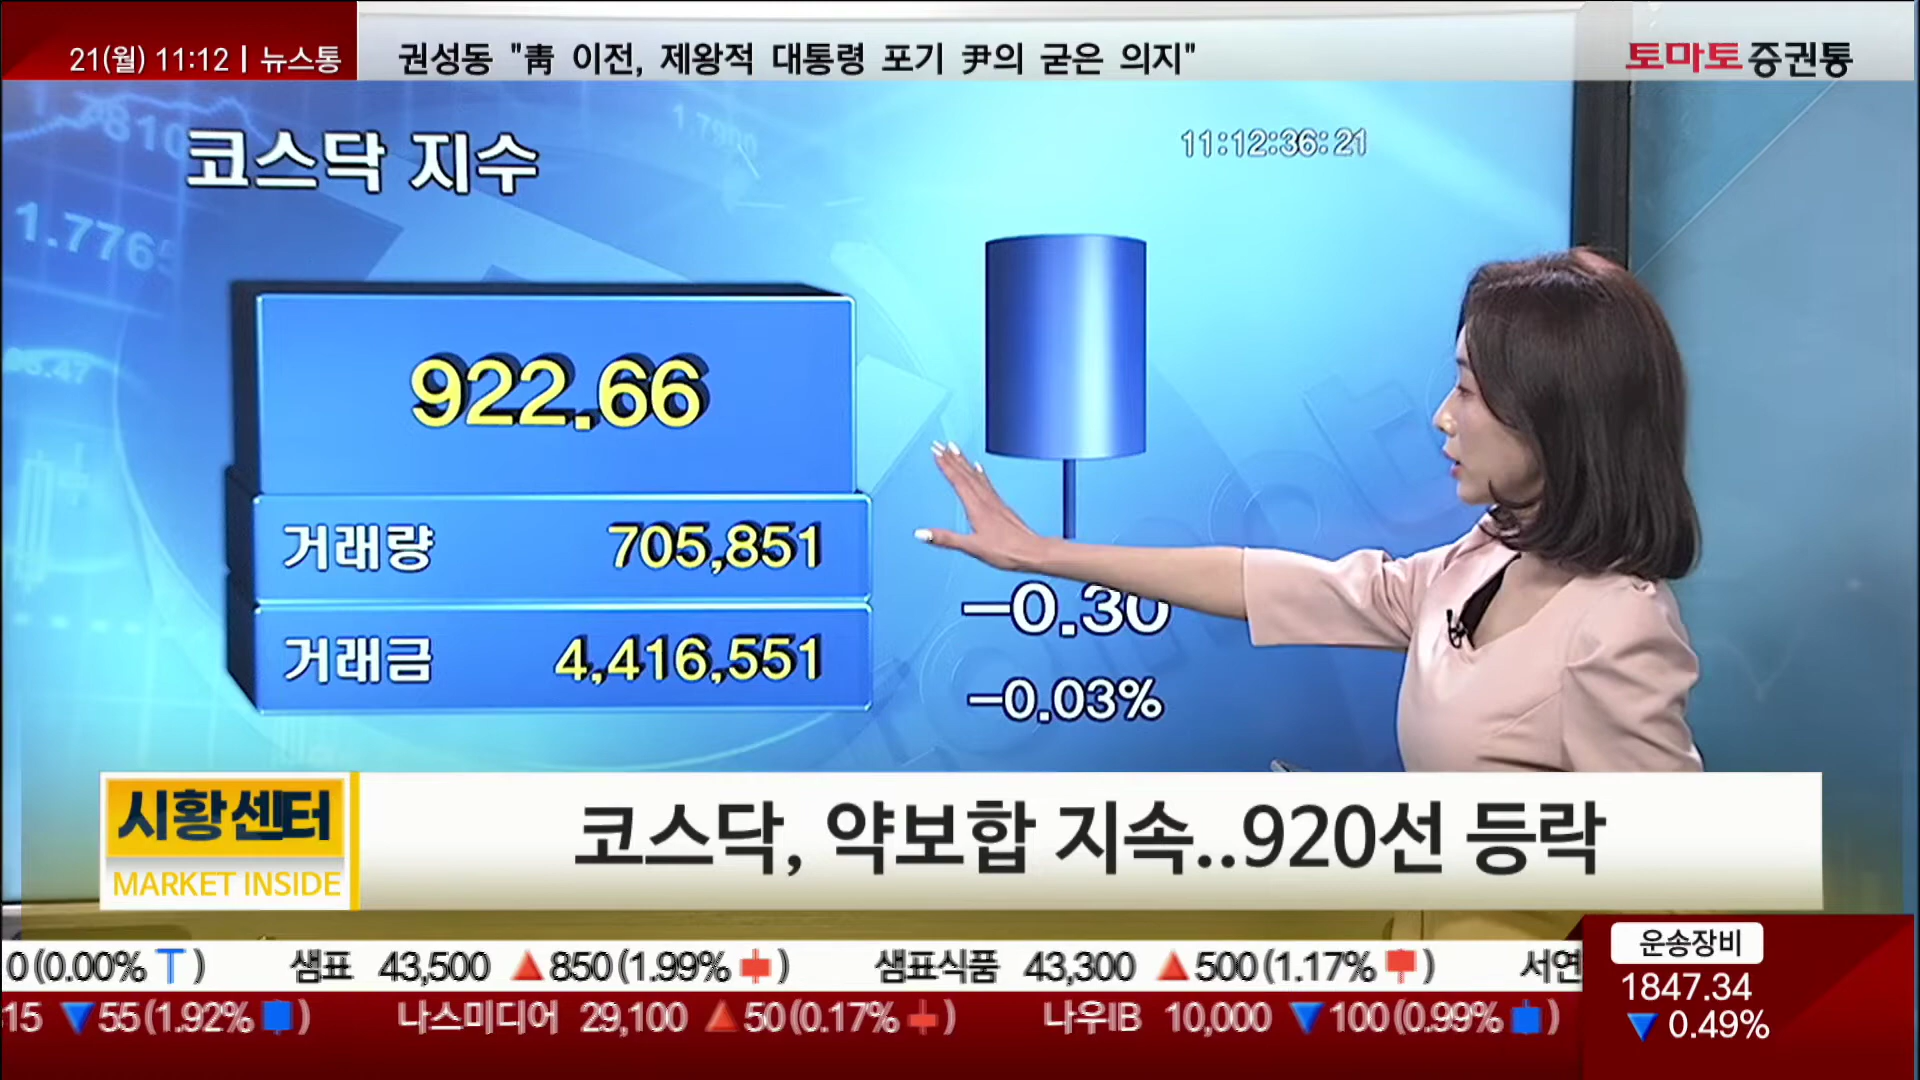 21(월) 11:12 | 뉴스통
권성동 "靑 이전, 제왕적 대통령 포기 尹의 굳은 의지"
토마토증권통
코스닥 지수
11:12:36:21
1.7900
1.7765
922.66
거래량 705,851
거래금 4,416,551
-0.30
-0.03%
시황센터
MARKET INSIDE
코스닥, 약보합 지속..920선 등락
0(0.00% ) 샘표 43,500 ▲850(1.99% ) 샘표식품 43,300 ▲500(1.17% ) 서연
15 ▼55(1.92% ) 나스미디어 29,100 ▲50(0.17% ) 나우IB 10,000 ▼100(0.99% )
운송장비
1847.34
▼0.49%